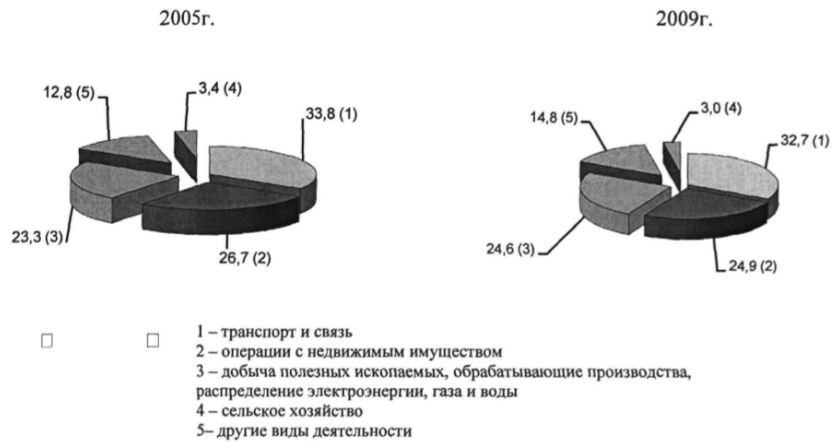 2005г.
2009г.
12,8 (5)
3,4 (4)
33,8 (1)
23,3 (3)
26,7 (2)
14,8 (5)
3,0 (4)
32,7 (1)
24,6 (3)
24,9 (2)
1 – транспорт и связь
2 – операции с недвижимым имуществом
3 – добыча полезных ископаемых, обрабатывающие производства,
распределение электроэнергии, газа и воды
4 – сельское хозяйство
5– другие виды деятельности